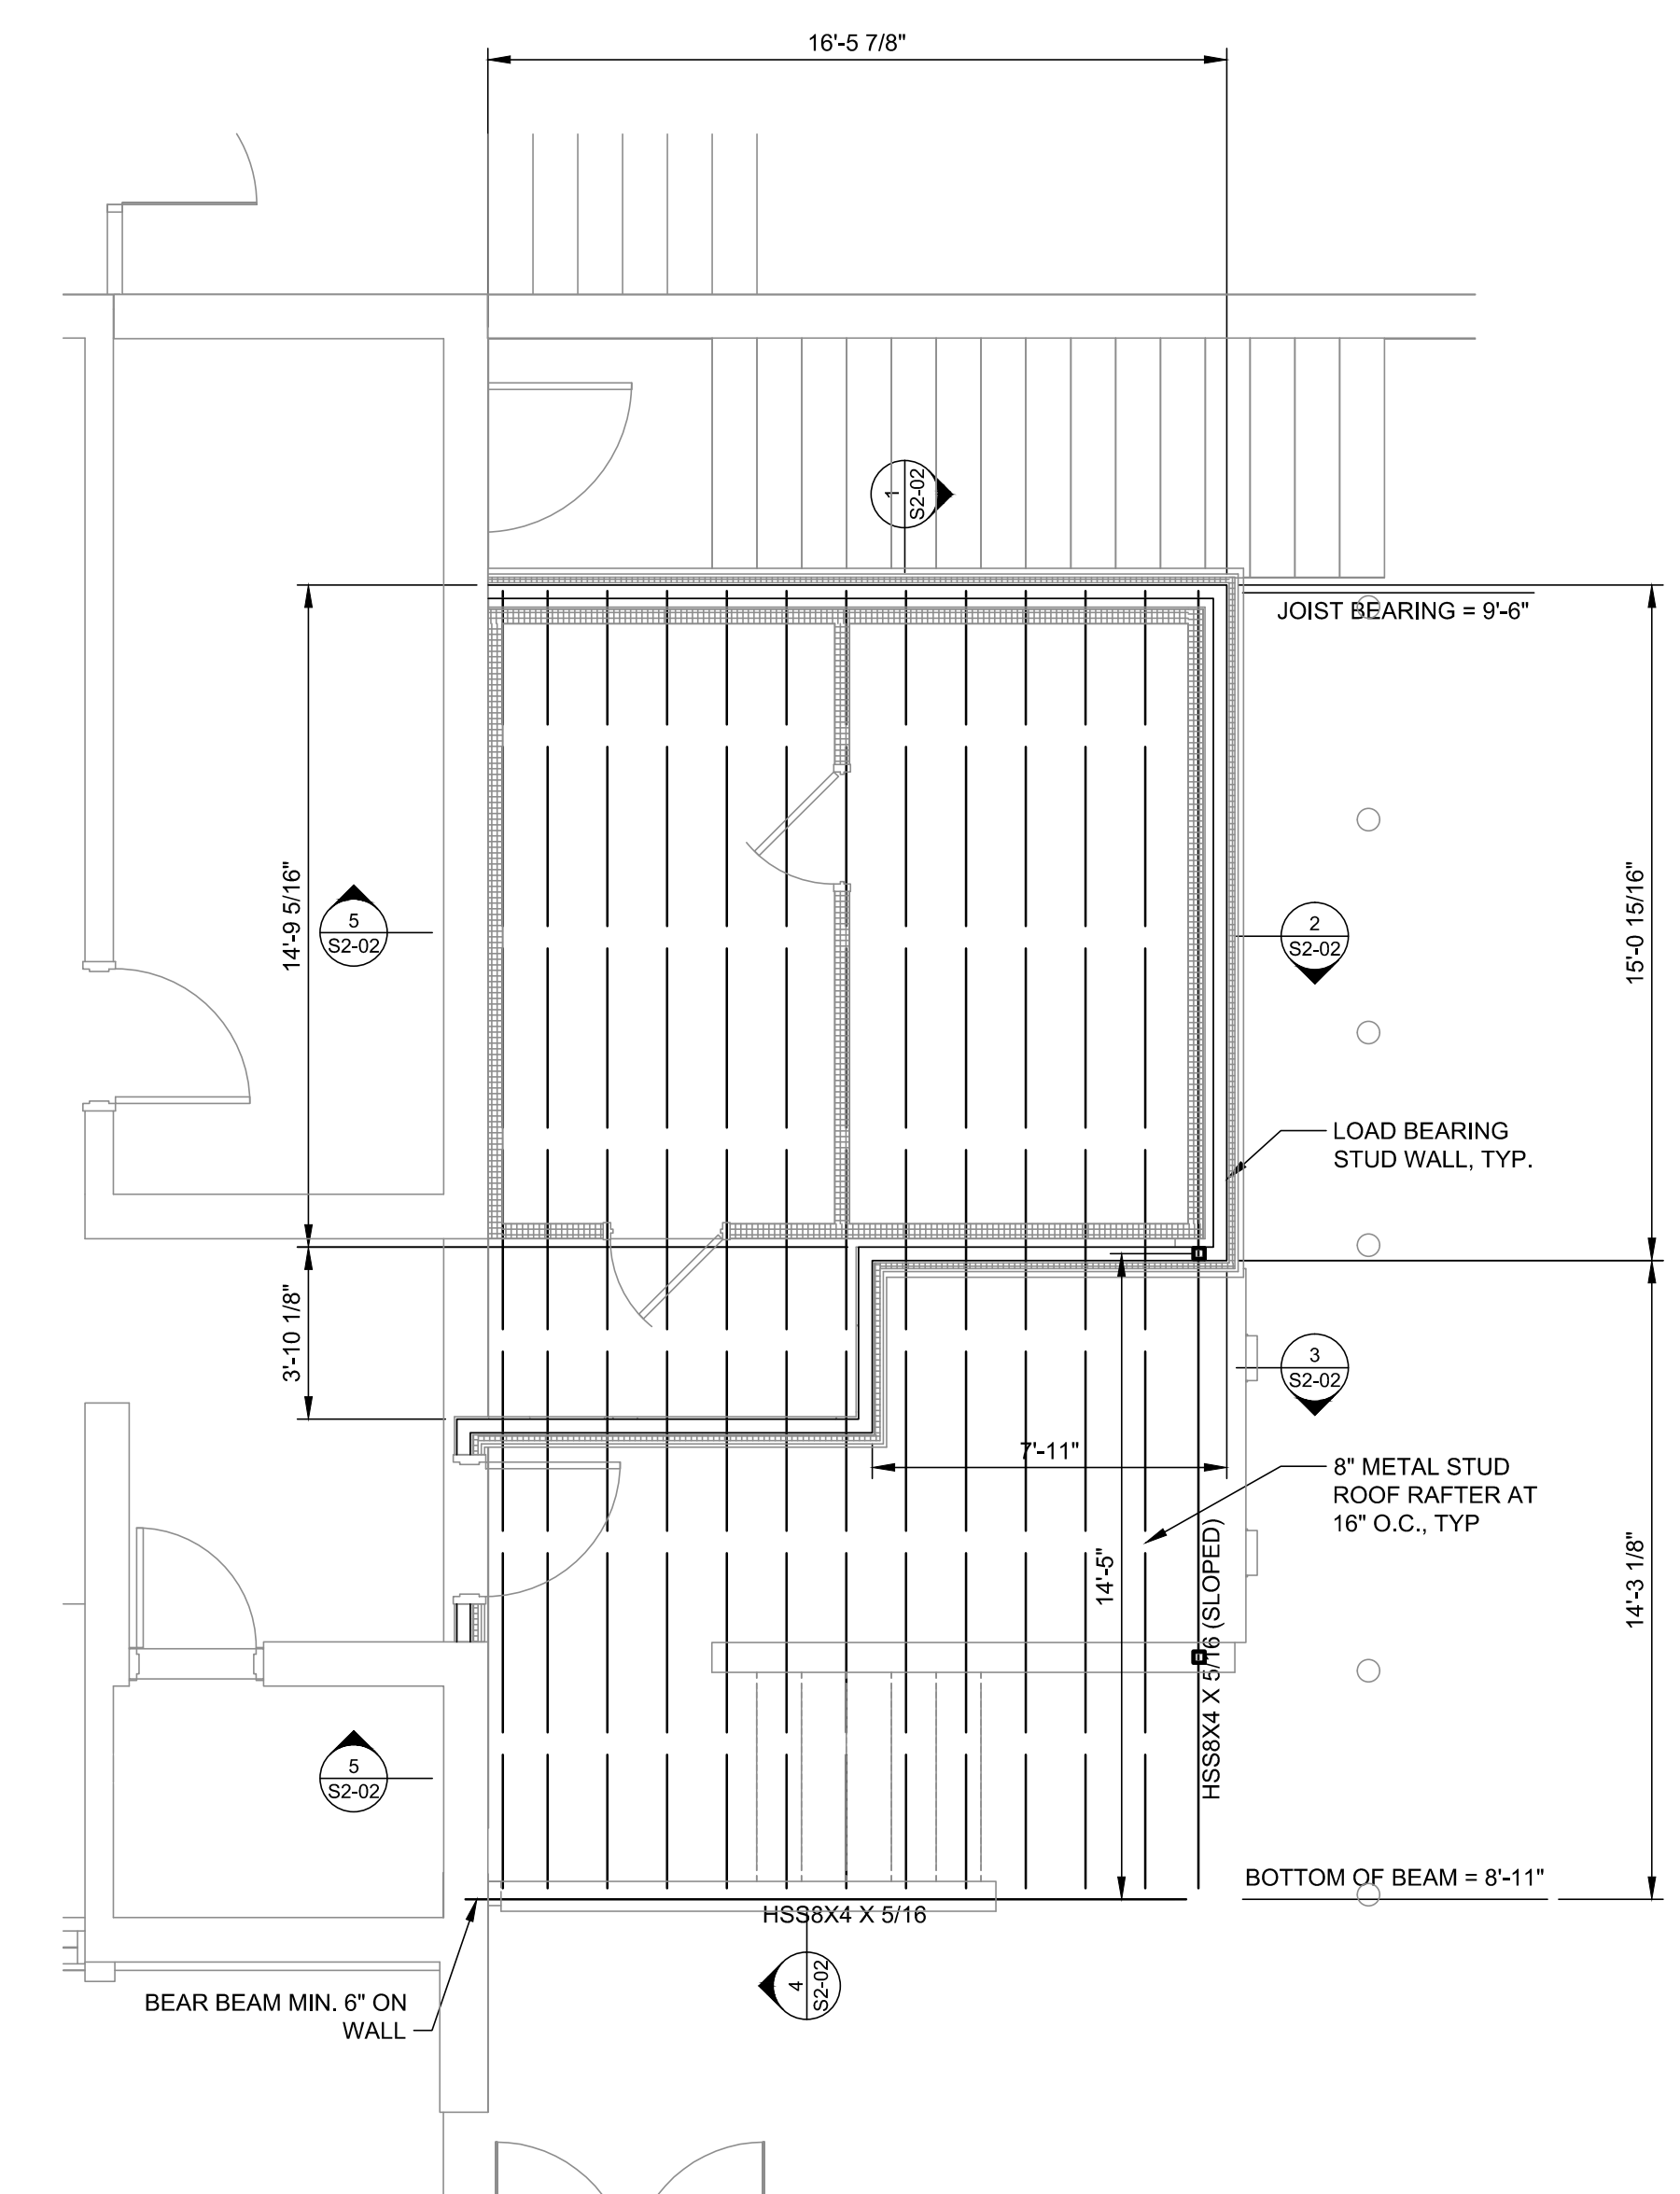 16'-5 7/8"
1
S2-02
JOIST BEARING = 9'-6"
14'-9 5/16"
5
S2-02
2
S2-02
15'-0 15/16"
LOAD BEARING
STUD WALL, TYP.
3'-10 1/8"
3
S2-02
7'-11"
8" METAL STUD
ROOF RAFTER AT
16" O.C., TYP
14'-5"
HSS8X4 X 5/16 (SLOPED)
14'-3 1/8"
5
S2-02
BOTTOM OF BEAM = 8'-11"
HSS8X4 X 5/16
4
S2-02
BEAR BEAM MIN. 6" ON
WALL